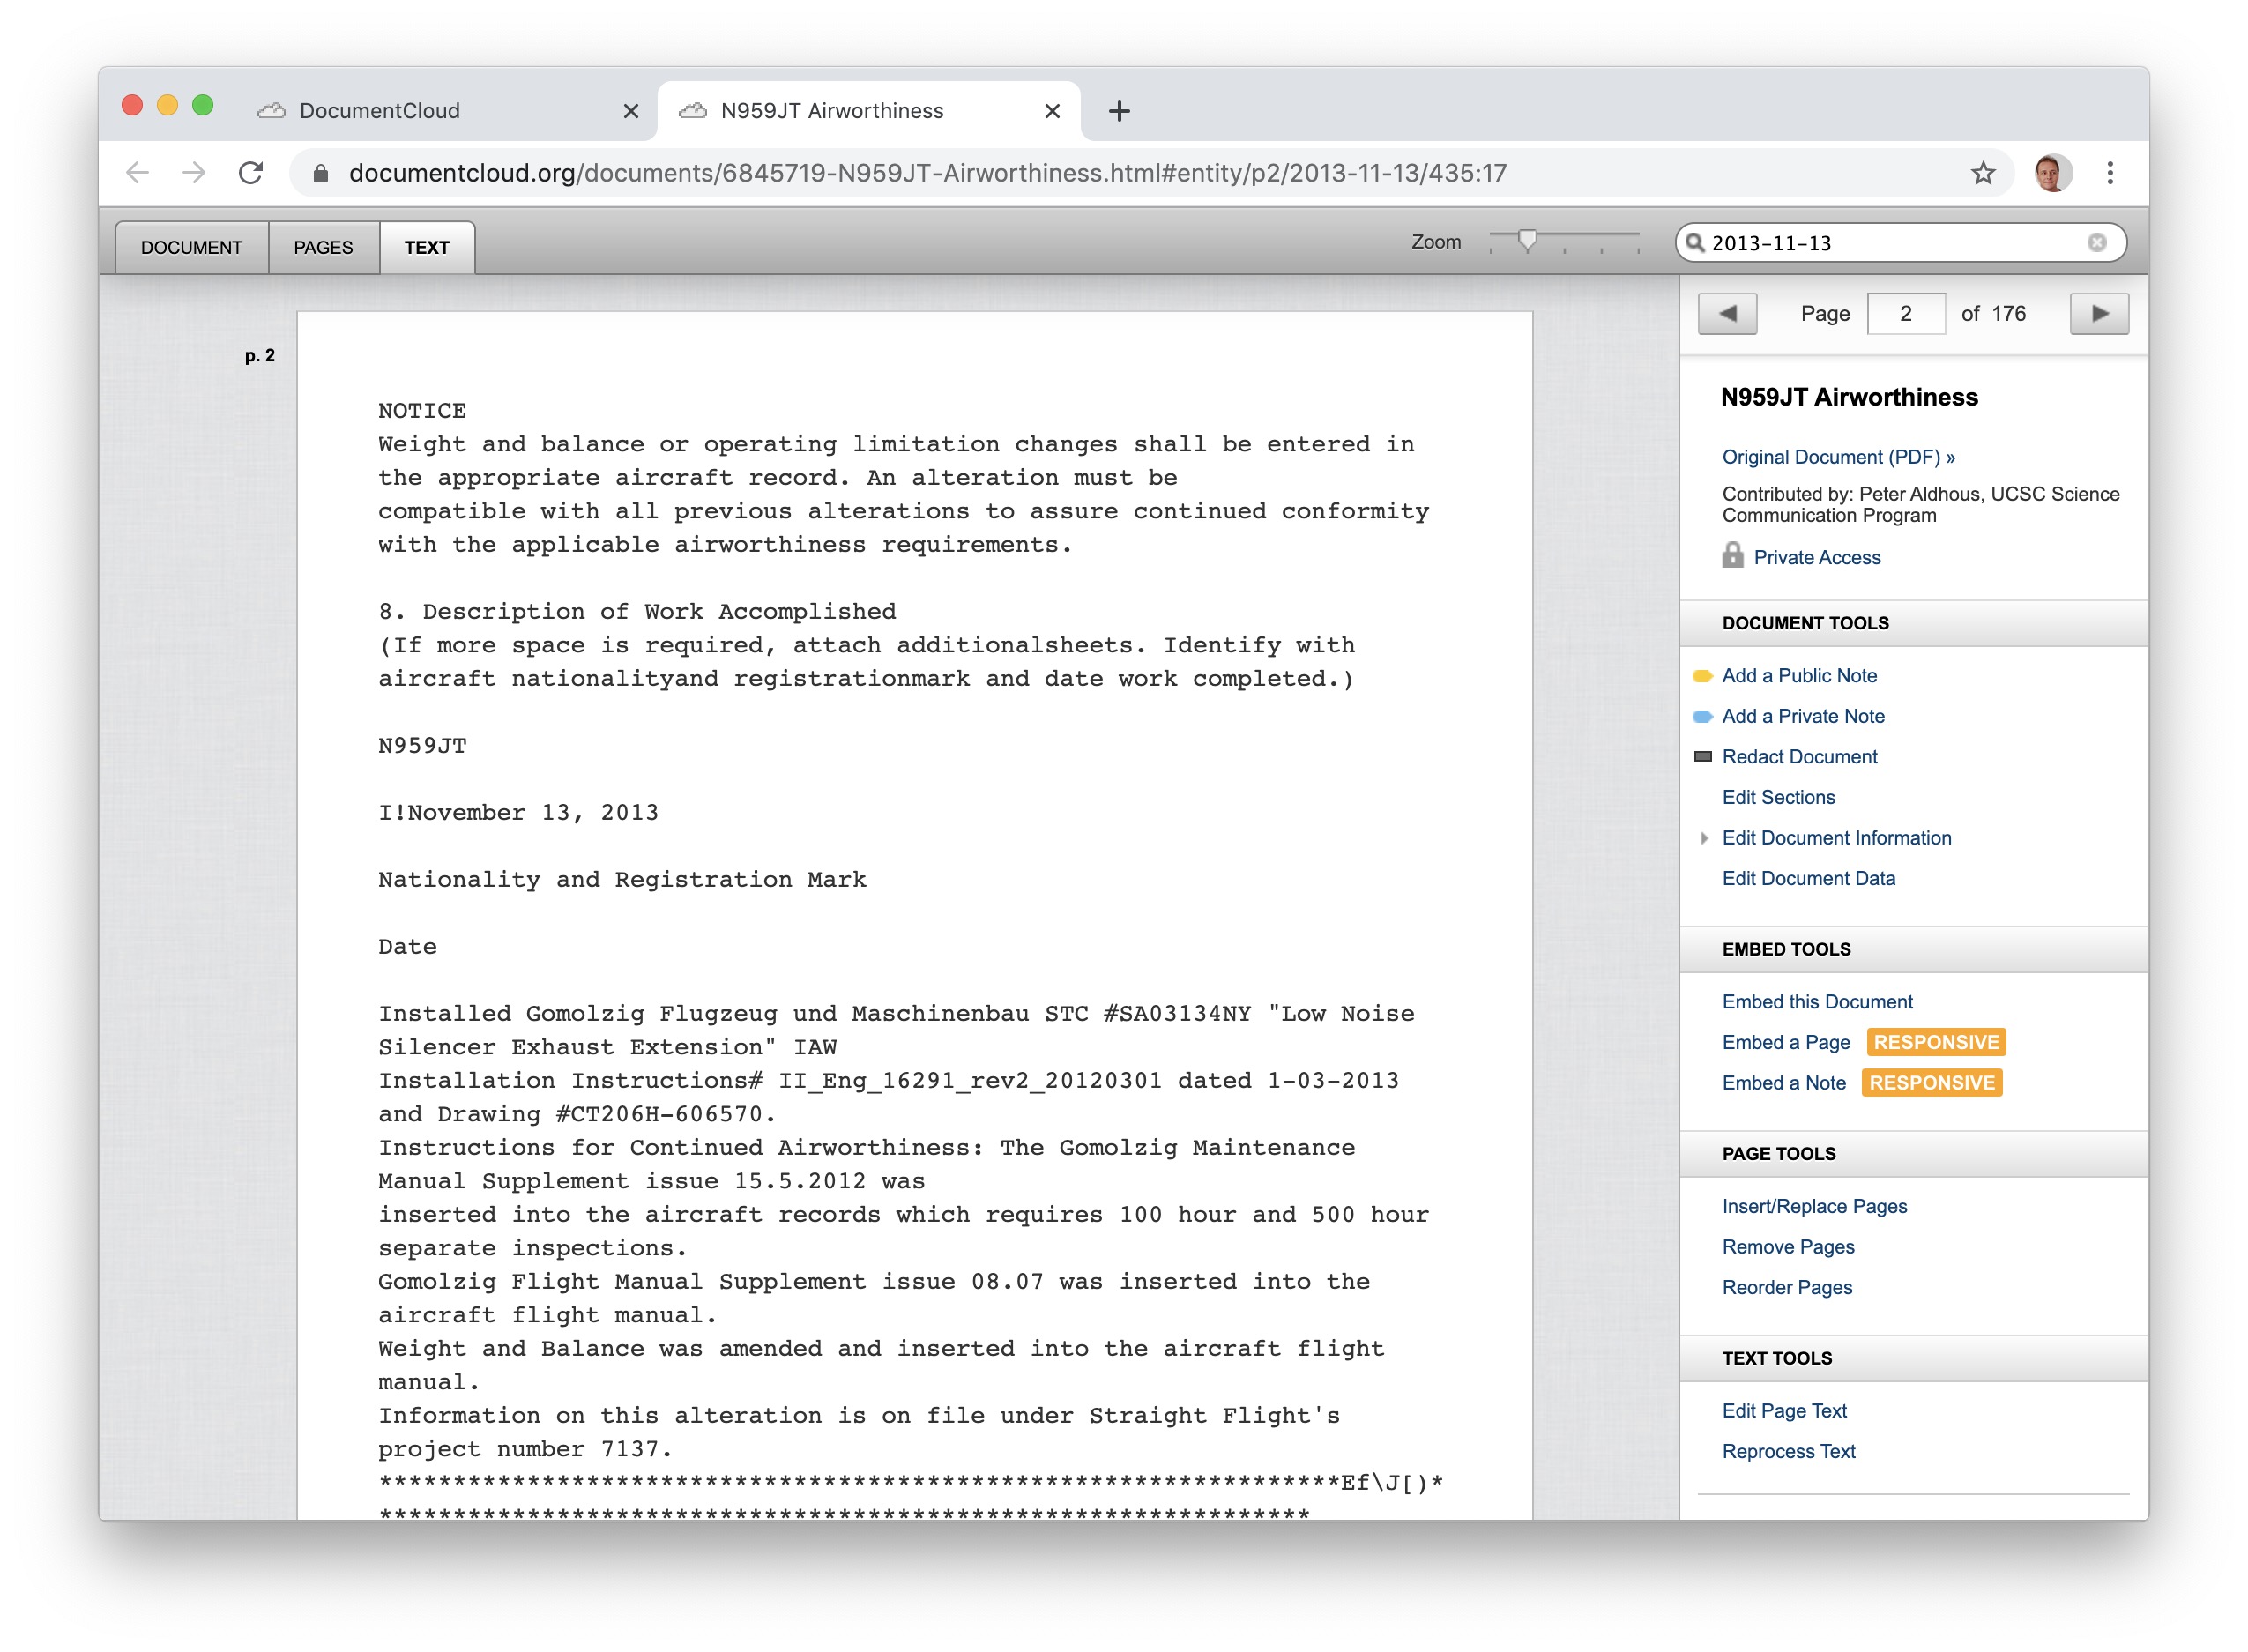 DocumentCloud
N959JT Airworthiness
documentcloud.org/documents/6845719-N959JT-Airworthiness.html#entity/p2/2013-11-13/435:17
DOCUMENT
PAGES
TEXT
Zoom
2013-11-13
p. 2
NOTICE
Weight and balance or operating limitation changes shall be entered in
the appropriate aircraft record. An alteration must be
compatible with all previous alterations to assure continued conformity
with the applicable airworthiness requirements.
8. Description of Work Accomplished
(If more space is required, attach additionalsheets. Identify with
aircraft nationalityand registrationmark and date work completed.)
N959JT
I!November 13, 2013
Nationality and Registration Mark
Date
Installed Gomolzig Flugzeug und Maschinenbau STC #SA03134NY "Low Noise
Silencer Exhaust Extension" IAW
Installation Instructions# II_Eng_16291_rev2_20120301 dated 1-03-2013
and Drawing #CT206H-606570.
Instructions for Continued Airworthiness: The Gomolzig Maintenance
Manual Supplement issue 15.5.2012 was
inserted into the aircraft records which requires 100 hour and 500 hour
separate inspections.
Gomolzig Flight Manual Supplement issue 08.07 was inserted into the
aircraft flight manual.
Weight and Balance was amended and inserted into the aircraft flight
manual.
Information on this alteration is on file under Straight Flight's
project number 7137.
*****************************************************************Ef\J[)*
***************************************************************
Page 2 of 176
N959JT Airworthiness
Original Document (PDF) »
Contributed by: Peter Aldhous, UCSC Science
Communication Program
Private Access
DOCUMENT TOOLS
Add a Public Note
Add a Private Note
Redact Document
Edit Sections
Edit Document Information
Edit Document Data
EMBED TOOLS
Embed this Document
Embed a Page RESPONSIVE
Embed a Note RESPONSIVE
PAGE TOOLS
Insert/Replace Pages
Remove Pages
Reorder Pages
TEXT TOOLS
Edit Page Text
Reprocess Text